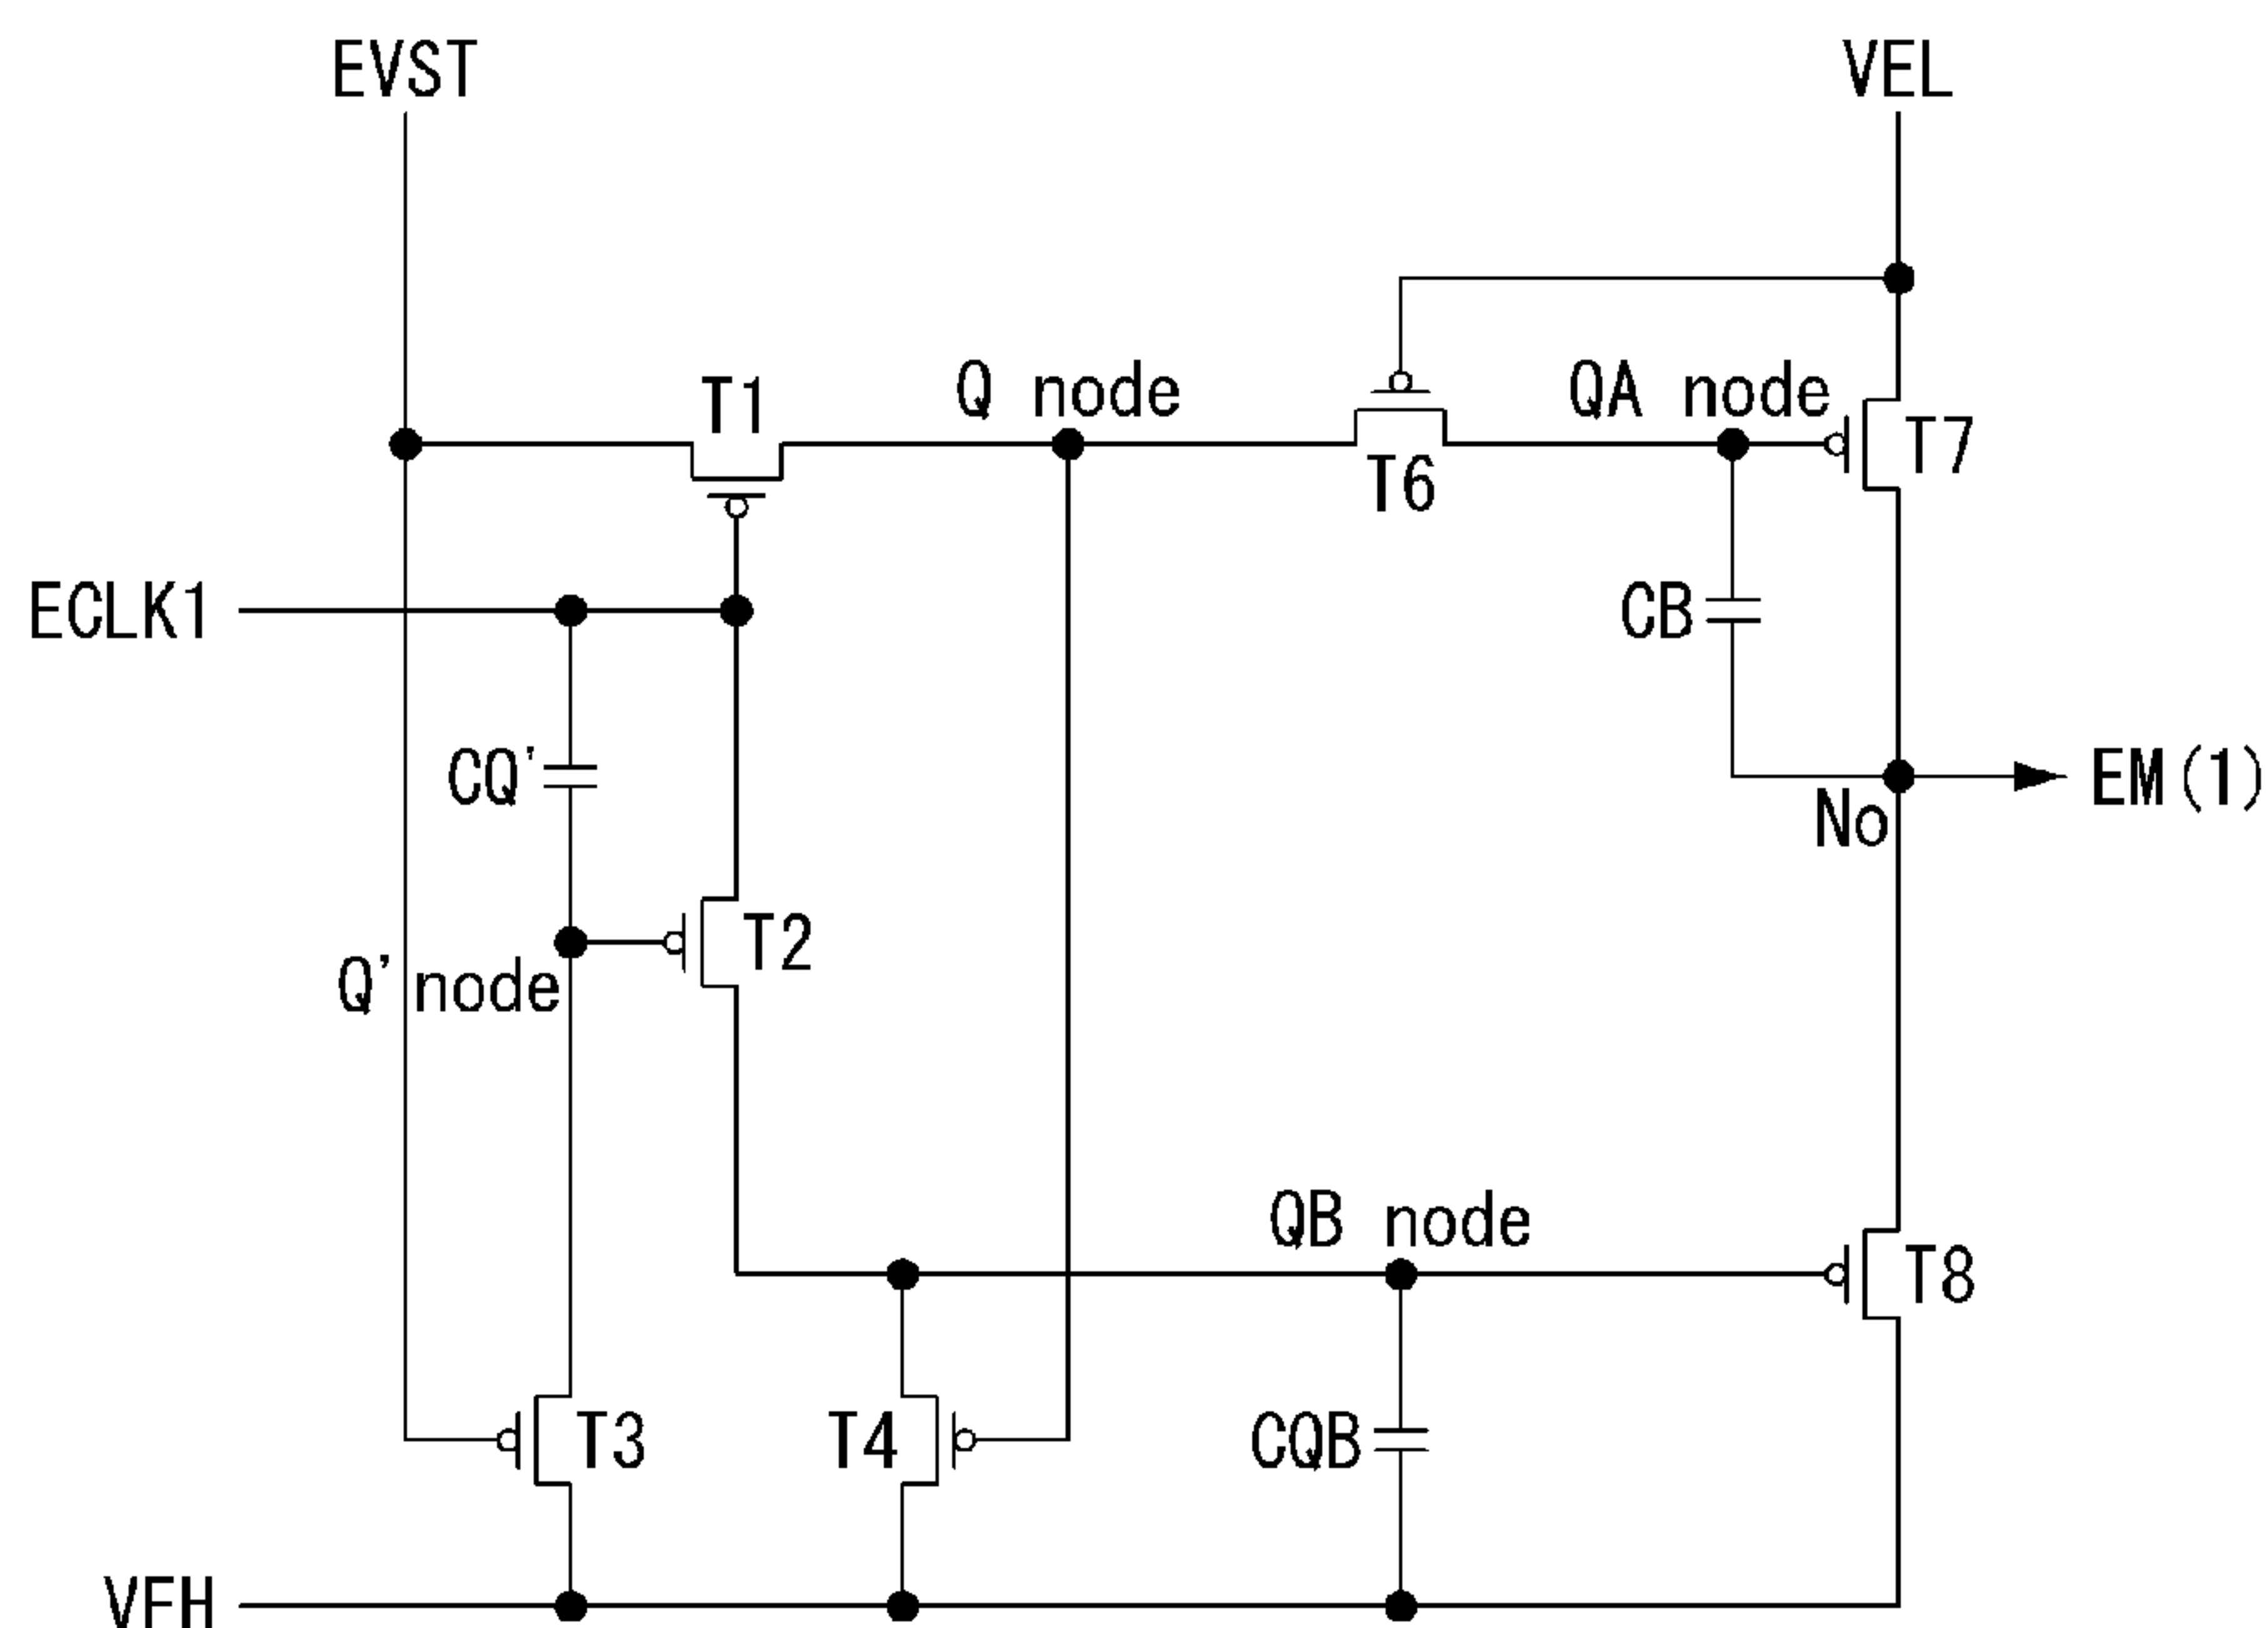 EVST
VEL
T1
Q node
QA node
T7
T6
ECLK1
CB
CQ'
EM(1)
No
T2
Q' node
QB node
T8
T3
T4
CQB
VEH